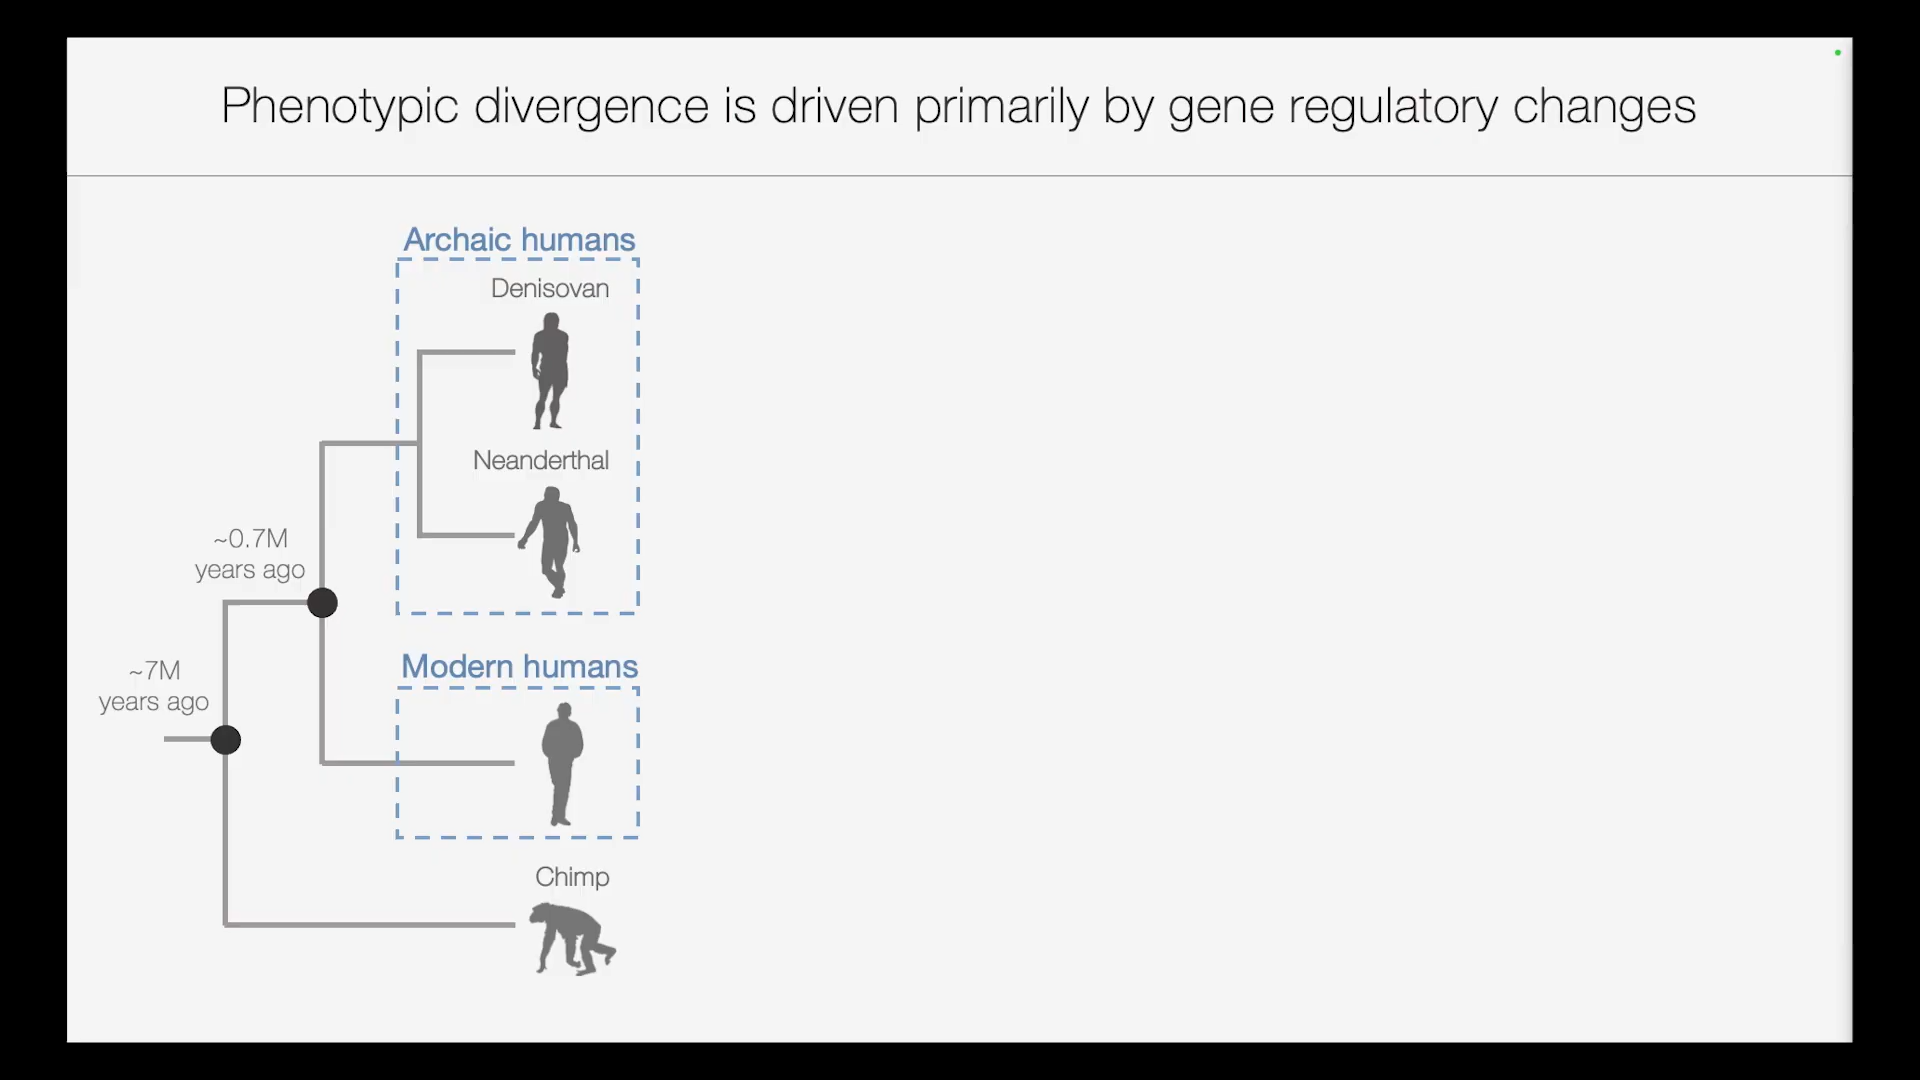 Phenotypic divergence is driven primarily by gene regulatory changes
Archaic humans
Denisovan
Neanderthal
~0.7M
years ago
Modern humans
~7M
years ago
Chimp